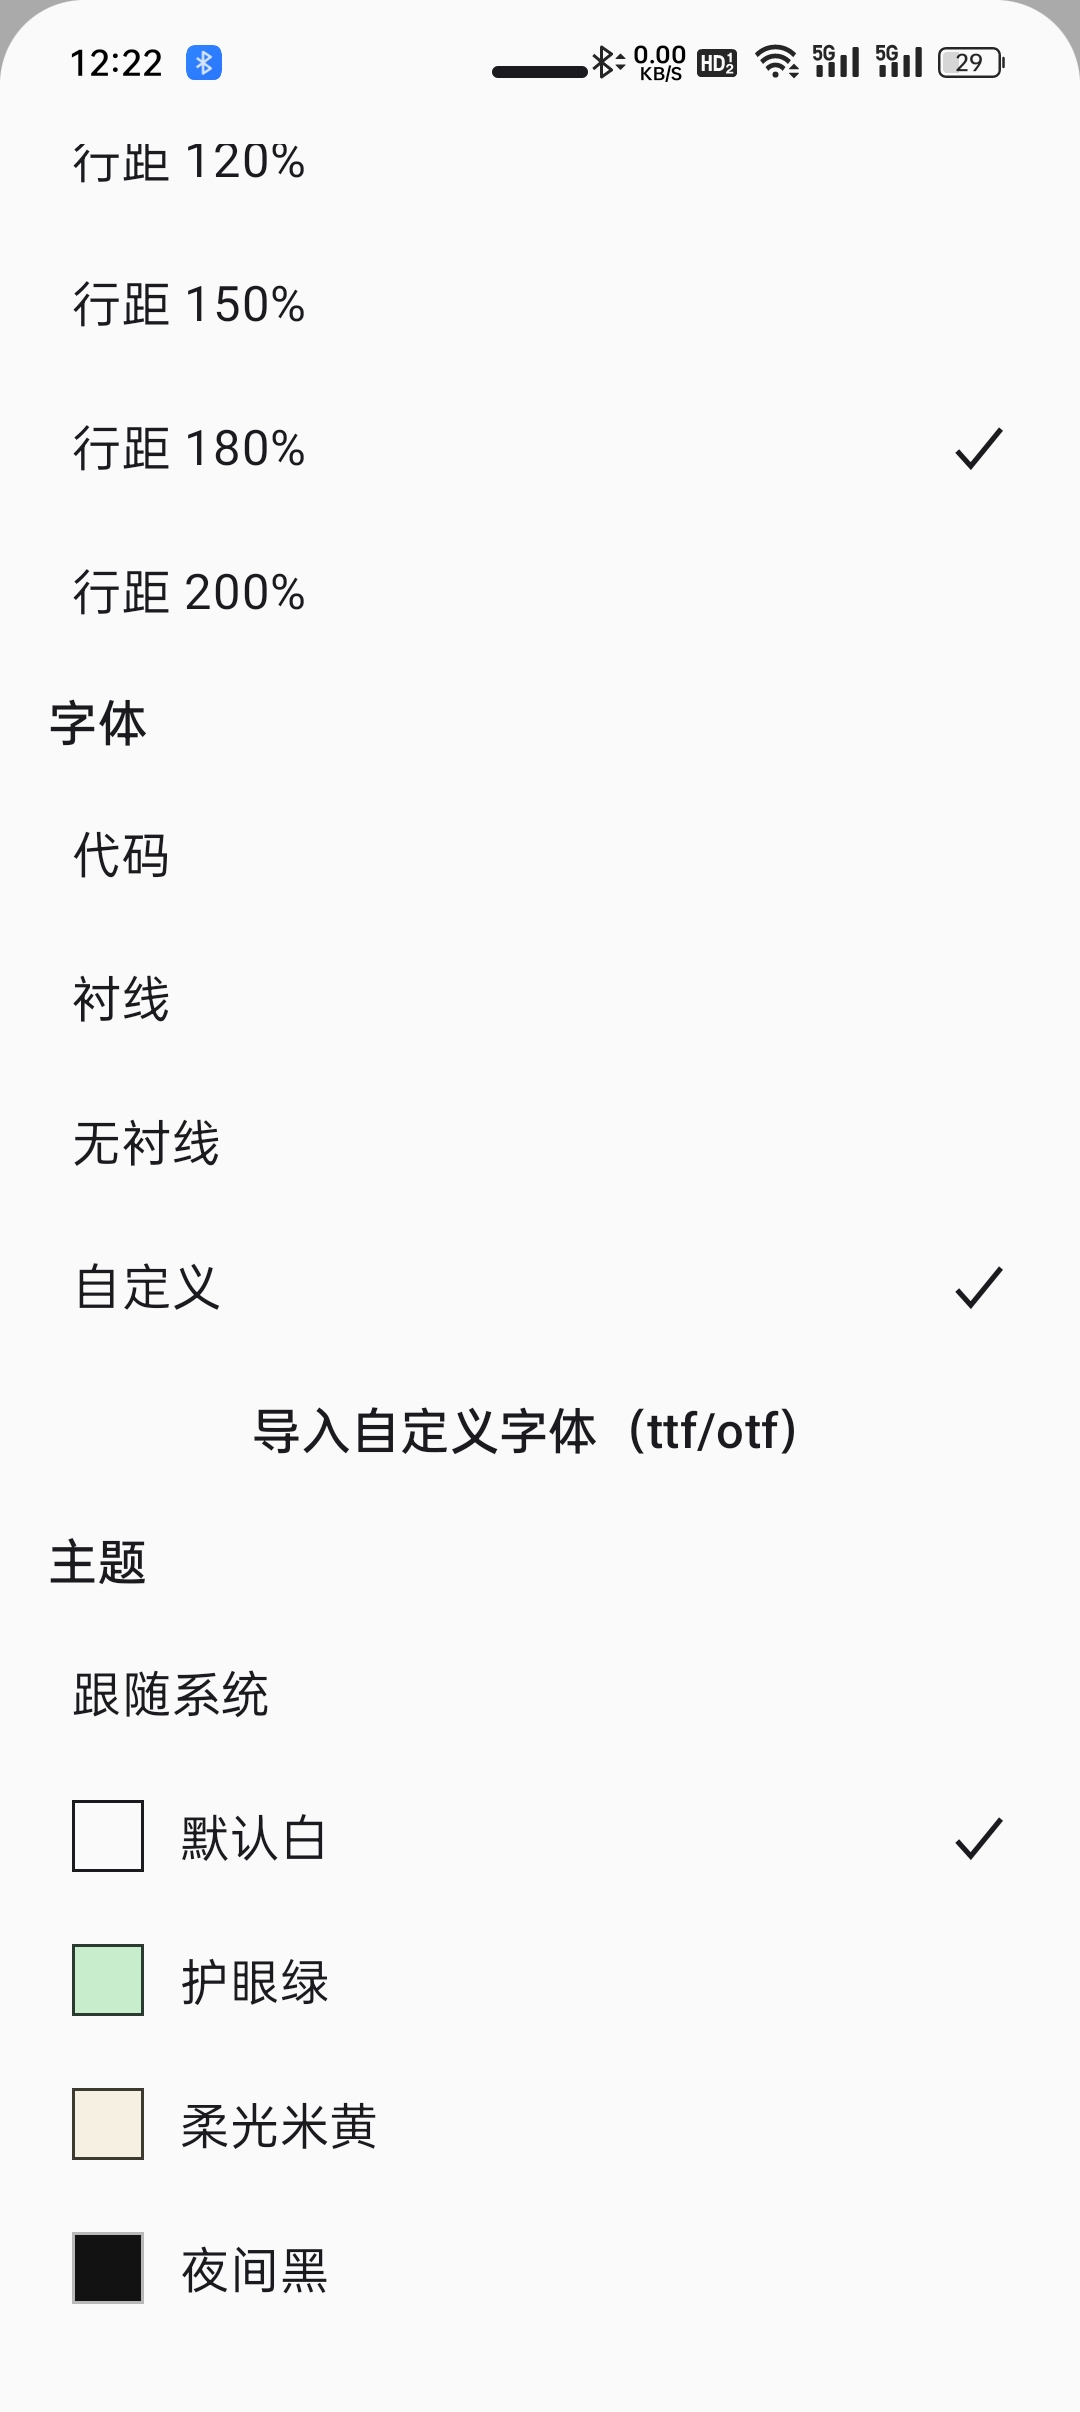 12:22
0.00
KB/S
HD 1 2
5G
5G
29
行距 120%
行距 150%
行距 180%
行距 200%
字体
代码
衬线
无衬线
自定义
导入自定义字体（ttf/otf）
主题
跟随系统
默认白
护眼绿
柔光米黄
夜间黑